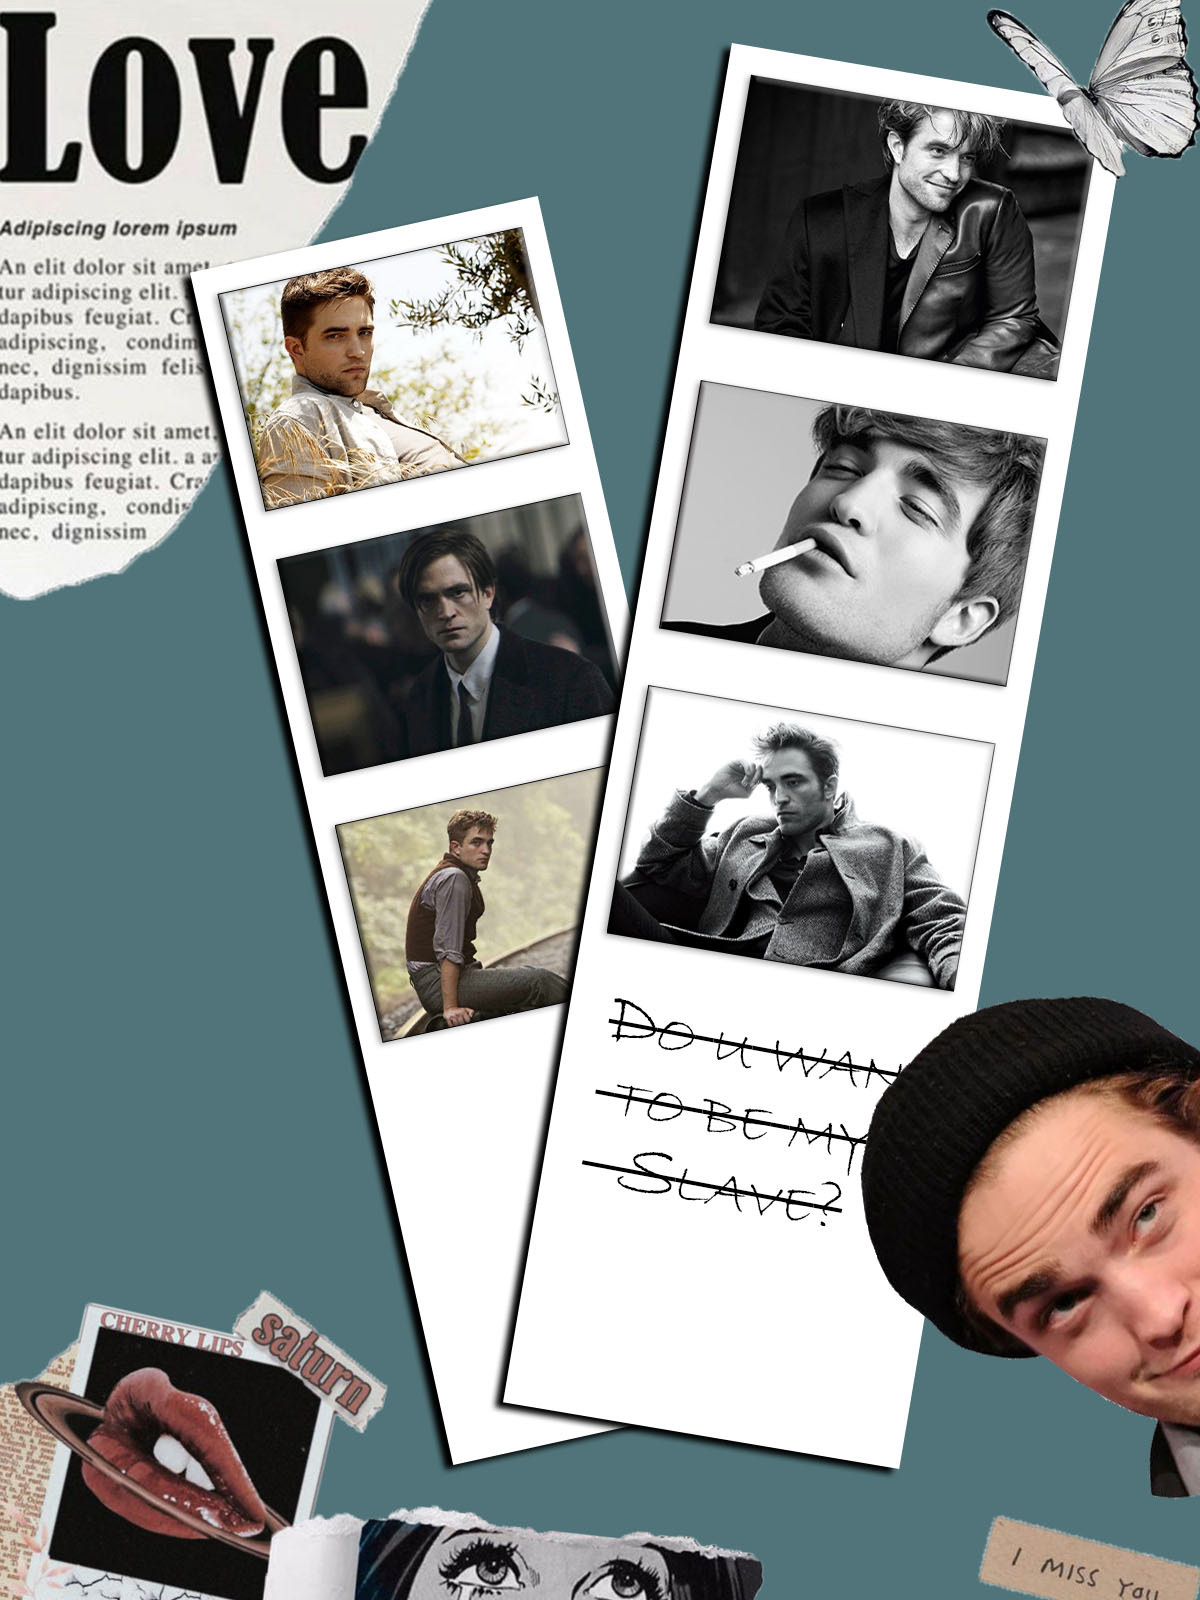 Love
Adipiscing lorem ipsum
An elit dolor sit amet
tur adipiscing elit.
dapibus feugiat.
adipiscing, condim
nec, dignissim felis
dapibus.
An elit dolor sit amet,
tur adipiscing elit. a
dapibus feugiat. Cra
adipiscing, condi
nec, dignissim
DO U WAN
TO BE MY
SLAVE?
CHERRY LIPS
saturn
I MISS YOU